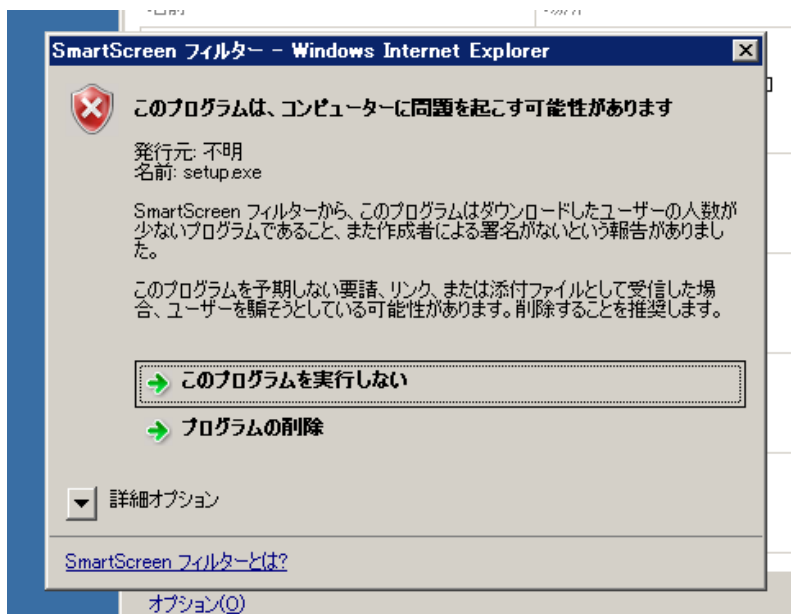 SmartScreen フィルター - Windows Internet Explorer
このプログラムは、コンピューターに問題を起こす可能性があります
発行元: 不明
名前: setup.exe
SmartScreen フィルターから、このプログラムはダウンロードしたユーザーの人数が
少ないプログラムであること、また作成者による署名がないという報告がありまし
た。
このプログラムを予期しない要請、リンク、または添付ファイルとして受信した場
合、ユーザーを騙そうとしている可能性があります。削除することを推奨します。
このプログラムを実行しない
プログラムの削除
詳細オプション
SmartScreen フィルターとは?
オプション(O)